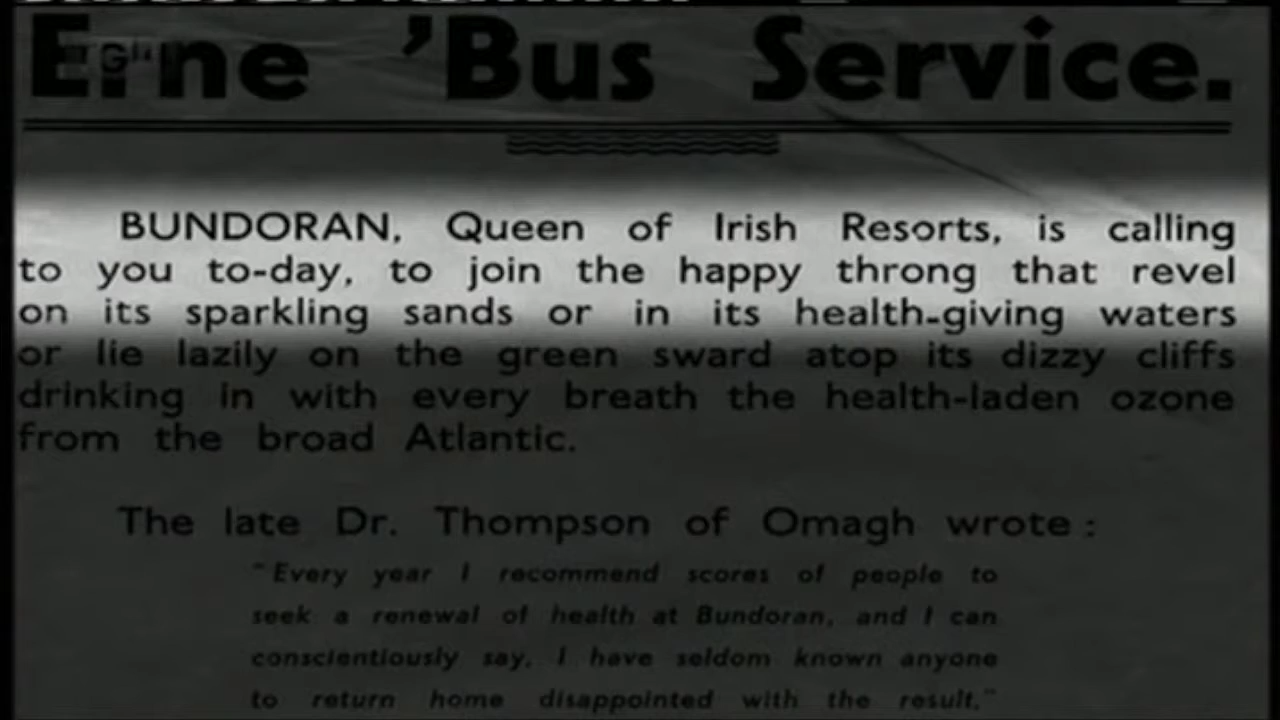 Erne 'Bus Service.
BUNDORAN, Queen of Irish Resorts, is calling
to you to-day, to join the happy throng that revel
on its sparkling sands or in its health-giving waters
or lie lazily on the green sward atop its dizzy cliffs
drinking in with every breath the health-laden ozone
from the broad Atlantic.
The late Dr. Thompson of Omagh wrote :
"Every year I recommend scores of people to
seek a renewal of health at Bundoran, and I can
conscientiously say, I have seldom known anyone
to return home disappointed with the result."